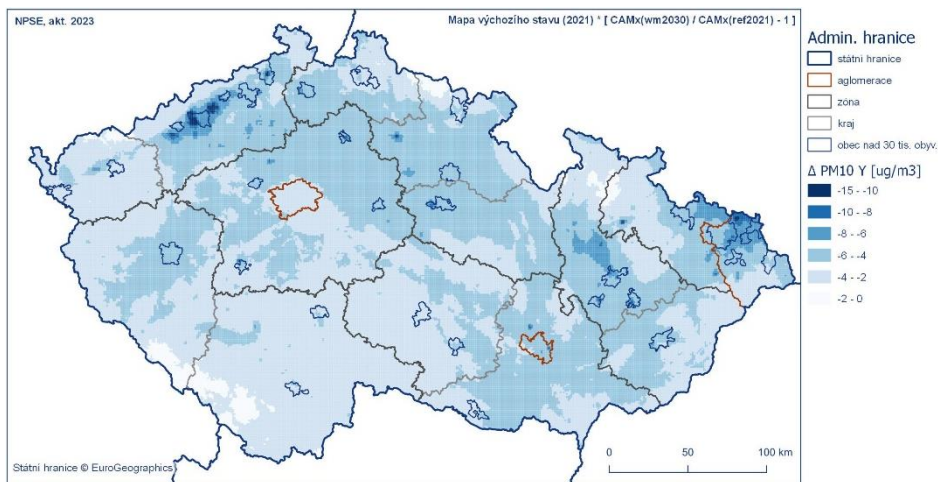 NPSE, akt. 2023
Mapa výchozího stavu (2021) * [ CAMx(wm2030) / CAMx(ref2021) - 1 ]
Admin. hranice
státní hranice
aglomerace
zóna
kraj
obec nad 30 tis. obyv.
Δ PM10 Y [ug/m3]
-15 - -10
-10 - -8
-8 - -6
-6 - -4
-4 - -2
-2 - 0
0 50 100 km
Státní hranice © EuroGeographics